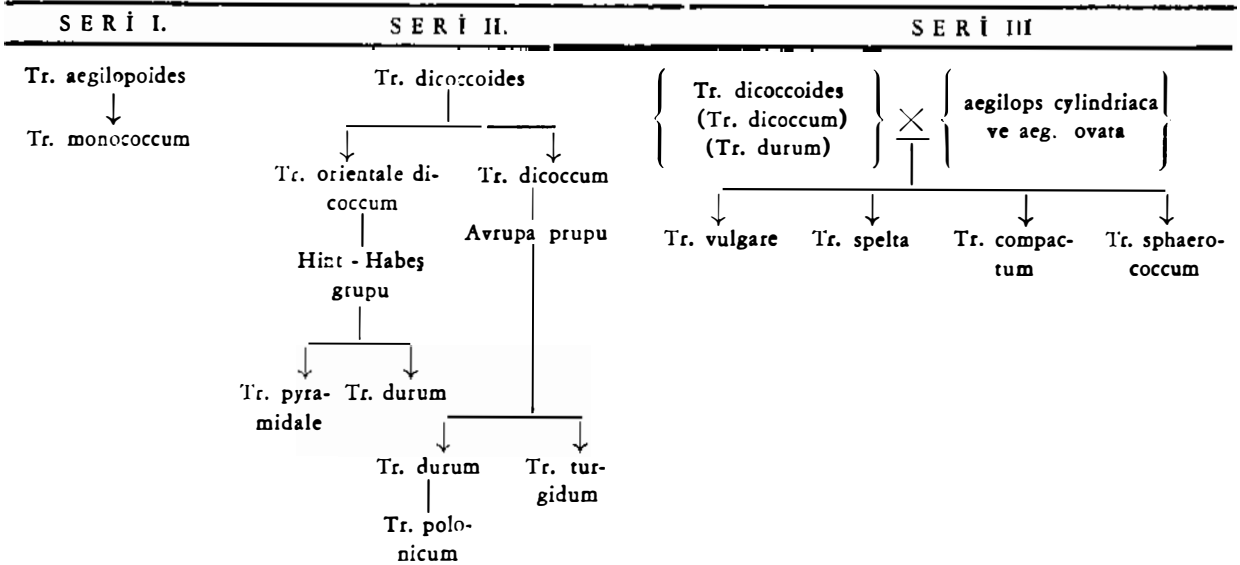 SERİ I.
SERİ II.
SERİ III
Tr. aegilopoides
Tr. monococcum
Tr. dicoccoides
Tr. orientale di-
coccum
Tr. dicoccum
Hint - Habeş
grupu
Avrupa prupu
Tr. pyra-
midale
Tr. durum
Tr. durum
Tr. tur-
gidum
Tr. polo-
nicum
Tr. dicoccoides
(Tr. dicoccum)
(Tr. durum)
aegilops cylindriaca
ve aeg. ovata
Tr. vulgare
Tr. spelta
Tr. compac-
tum
Tr. sphaero-
coccum